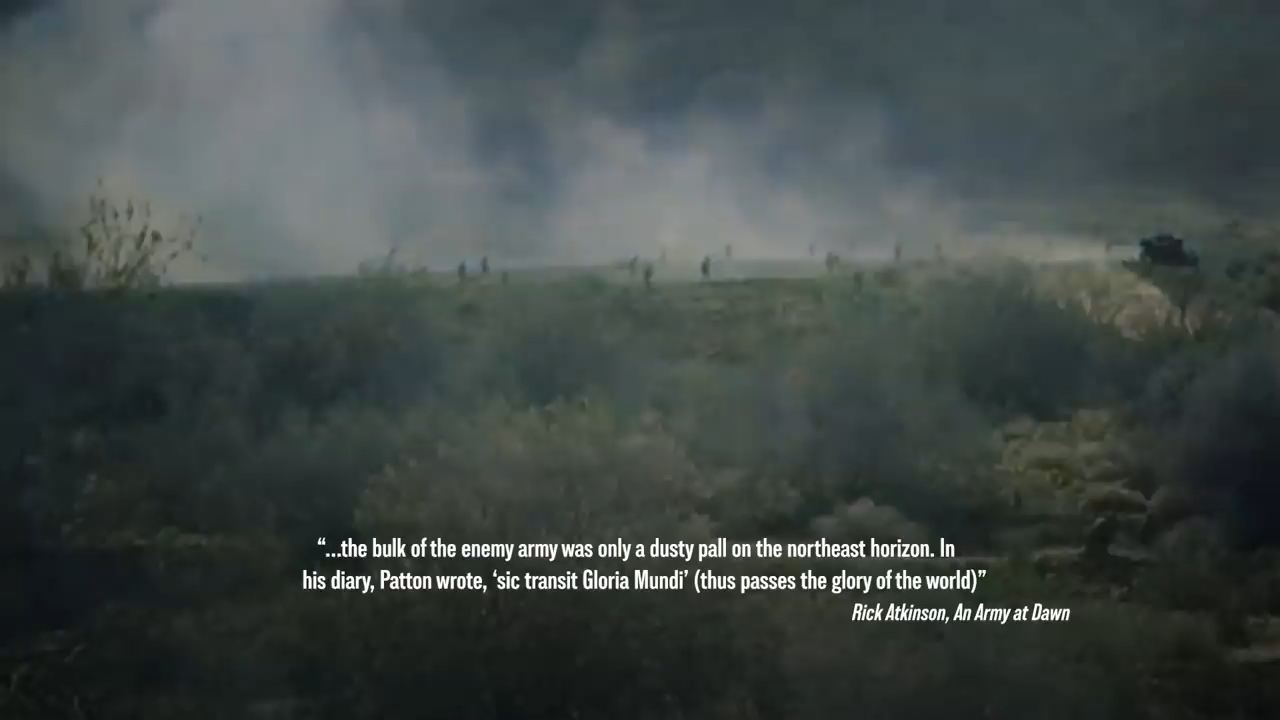 “...the bulk of the enemy army was only a dusty pall on the northeast horizon. In
his diary, Patton wrote, ‘sic transit Gloria Mundi’ (thus passes the glory of the world)”
Rick Atkinson, An Army at Dawn